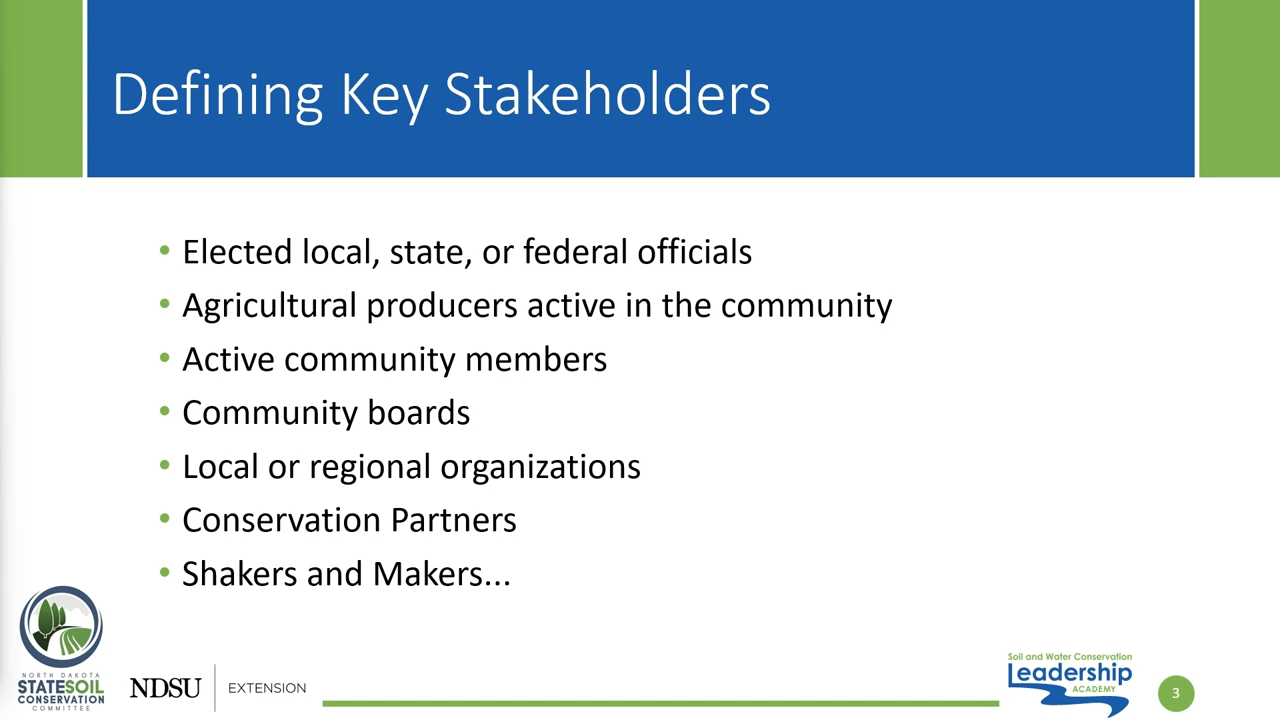 Defining Key Stakeholders
• Elected local, state, or federal officials
• Agricultural producers active in the community
• Active community members
• Community boards
• Local or regional organizations
• Conservation Partners
• Shakers and Makers...
NORTH DAKOTA
STATESOIL
CONSERVATION
COMMITTEE
NDSU EXTENSION
Soil and Water Conservation
Leadership
ACADEMY
3